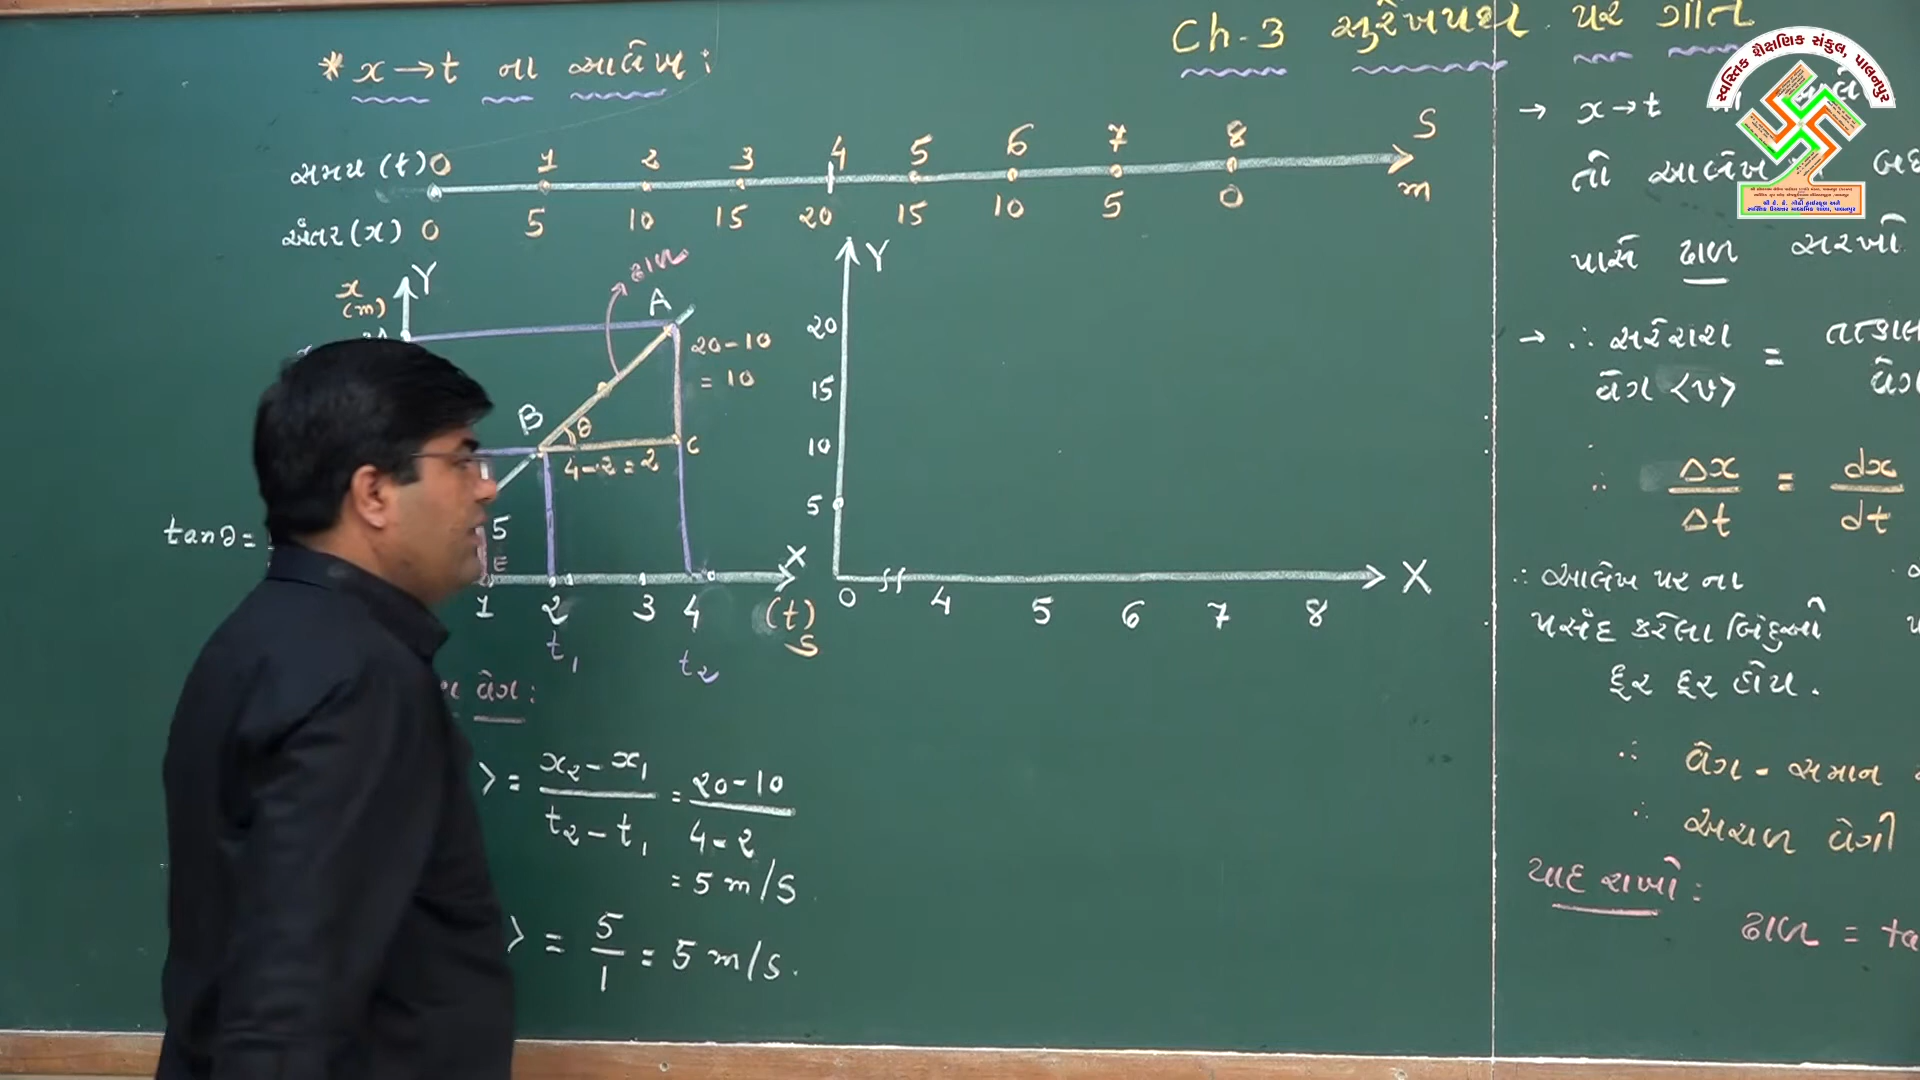 Ch-3 સુરેખપથ પર ગતિ
* x→t ના આલેખ :
સમય (t) 0 1 2 3 4 5 6 7 8 S
અંતર (x) 0 5 10 15 20 15 10 5 0 m
x (m) Y
ઢાળ
A
20-10
= 10
B θ C
4-2=2
tanθ=
5
E
X
1 2 3 4 (t) S
t₁ t₂
Y
20
15
10
5
0 4 5 6 7 8 X
વેગ :
> = x₂-x₁ / t₂-t₁ = 20-10 / 4-2
= 5 m/S
> = 5/1 = 5 m/S.
→ x→t
તો આલેખ
પાસે ઢાળ સરખો
→ ∴ સરેરાશ
વેગ <v> =
∴ Δx/Δt = dx/dt
∴ આલેખ પર ના
પસંદ કરેલા બિંદુઓ
દૂર દૂર હોય.
∴ વેગ - સમાન
∴ અચળ વેગી
યાદ રાખો :
ઢાળ = ta
સ્વસ્તિક શૈક્ષણિક સંકુલ, પાલનપુર